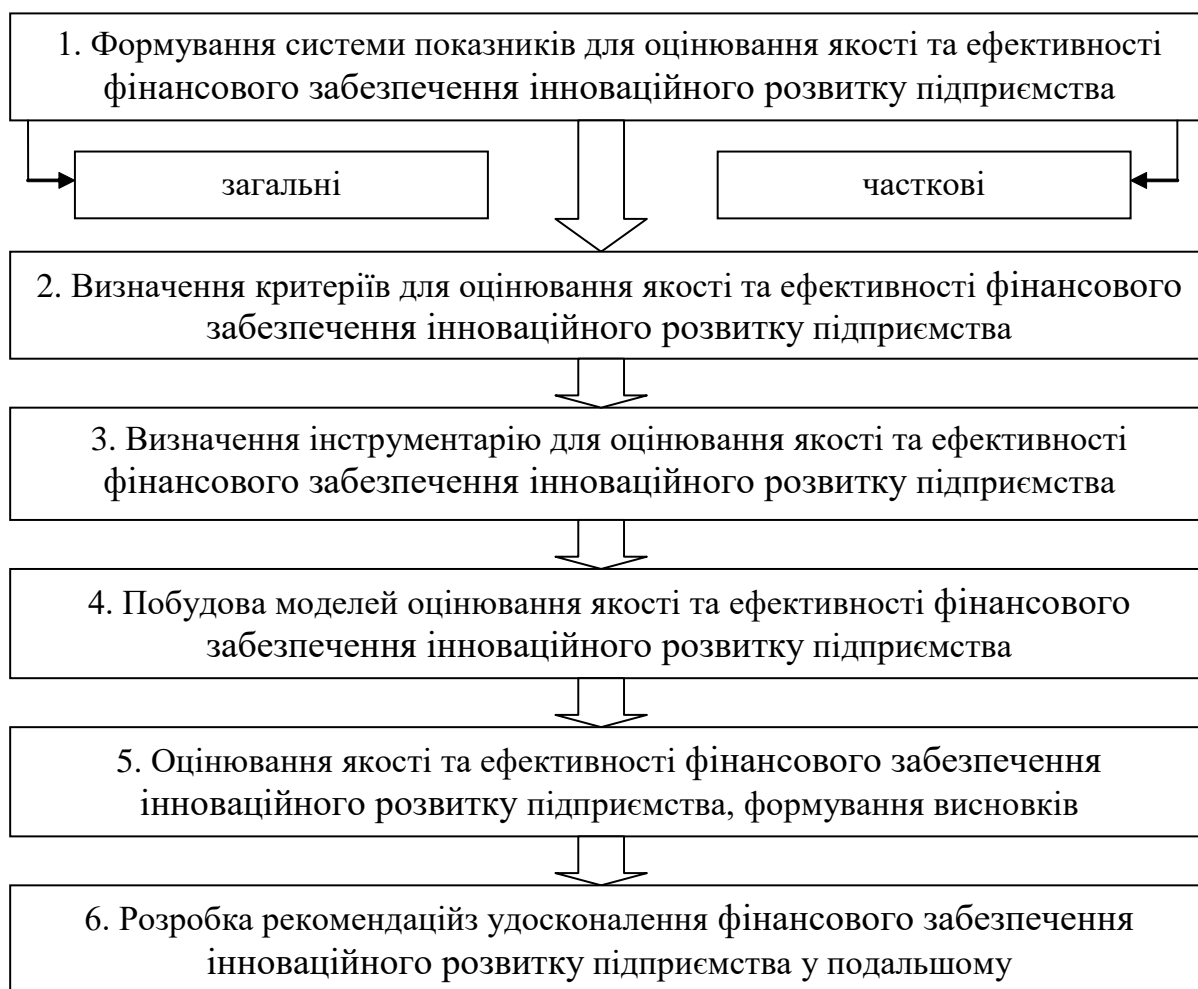 1. Формування системи показників для оцінювання якості та ефективності
фінансового забезпечення інноваційного розвитку підприємства
загальні
часткові
2. Визначення критеріїв для оцінювання якості та ефективності фінансового
забезпечення інноваційного розвитку підприємства
3. Визначення інструментарію для оцінювання якості та ефективності
фінансового забезпечення інноваційного розвитку підприємства
4. Побудова моделей оцінювання якості та ефективності фінансового
забезпечення інноваційного розвитку підприємства
5. Оцінювання якості та ефективності фінансового забезпечення
інноваційного розвитку підприємства, формування висновків
6. Розробка рекомендаційз удосконалення фінансового забезпечення
інноваційного розвитку підприємства у подальшому